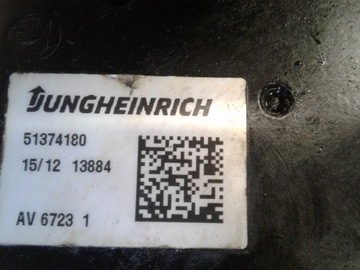 JUNGHEINRICH
51374180
15/12 13884
AV 6723 1